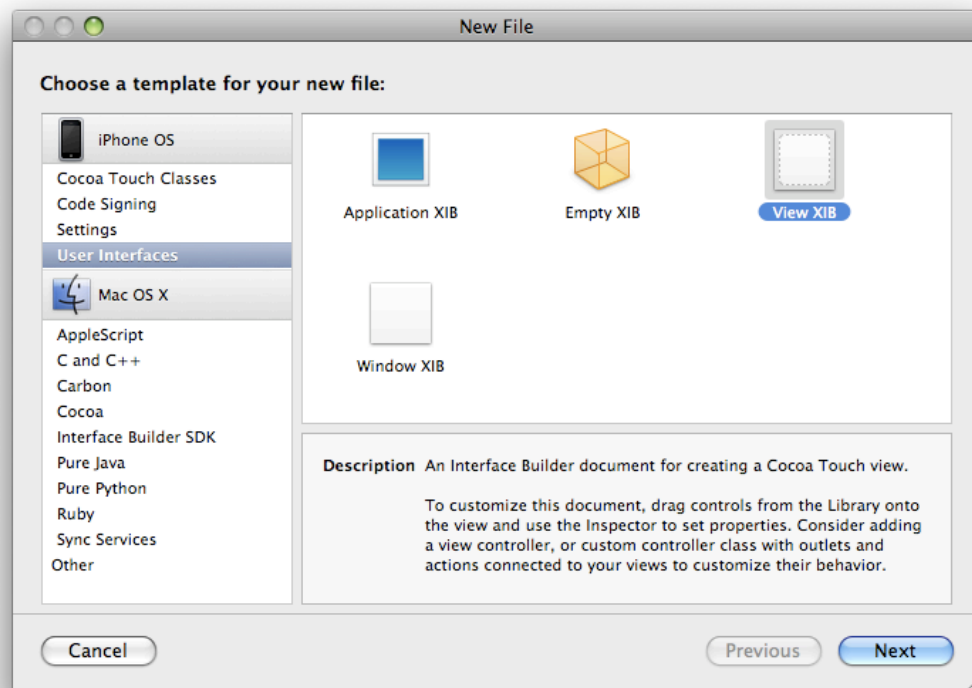 New File
Choose a template for your new file:
iPhone OS
Cocoa Touch Classes
Code Signing
Settings
User Interfaces
Mac OS X
AppleScript
C and C++
Carbon
Cocoa
Interface Builder SDK
Pure Java
Pure Python
Ruby
Sync Services
Other
Application XIB
Empty XIB
View XIB
Window XIB
Description An Interface Builder document for creating a Cocoa Touch view.
To customize this document, drag controls from the Library onto
the view and use the Inspector to set properties. Consider adding
a view controller, or custom controller class with outlets and
actions connected to your views to customize their behavior.
Cancel
Previous
Next